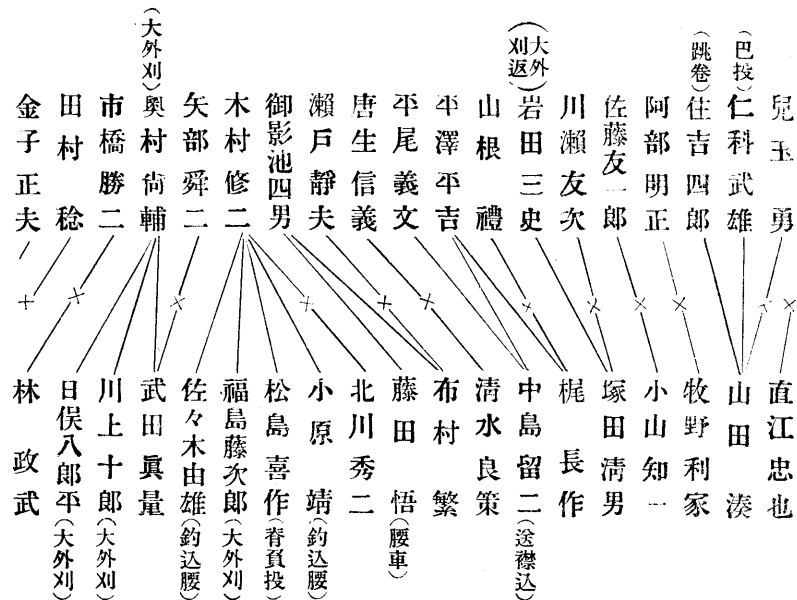 兒玉勇
(巴投)仁科武雄
(跳卷)住吉四郎
阿部明正
佐藤友一郎
川瀨友次
(大外刈返)岩田三史
山根禮
平澤平吉
平尾義文
唐生信義
瀨戶靜夫
御影池四男
木村修二
矢部舜二
(大外刈)奧村尙輔
市橋勝二
田村稔
金子正夫
直江忠也
山田湊
牧野利家
小山知一
塚田淸男
梶長作
中島留二(送襟込)
淸水良策
布村繁
藤田悟(腰車)
北川秀二
小原靖(釣込腰)
松島喜作(脊負投)
福島藤次郎(大外刈)
佐々木由雄(釣込腰)
武田眞量
川上十郎(大外刈)
日俣八郎平(大外刈)
林政武